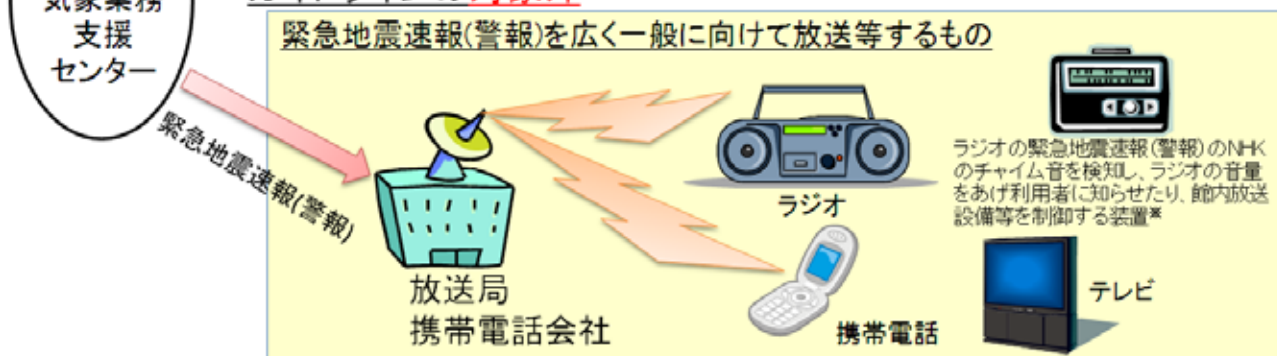 気象業務
支援
センター
緊急地震速報(警報)を広く一般に向けて放送等するもの
緊急地震速報(警報)
放送局
携帯電話会社
ラジオ
携帯電話
ラジオの緊急地震速報(警報)のNHK
のチャイム音を検知し、ラジオの音量
をあげ利用者に知らせたり、館内放送
設備等を制御する装置※
テレビ